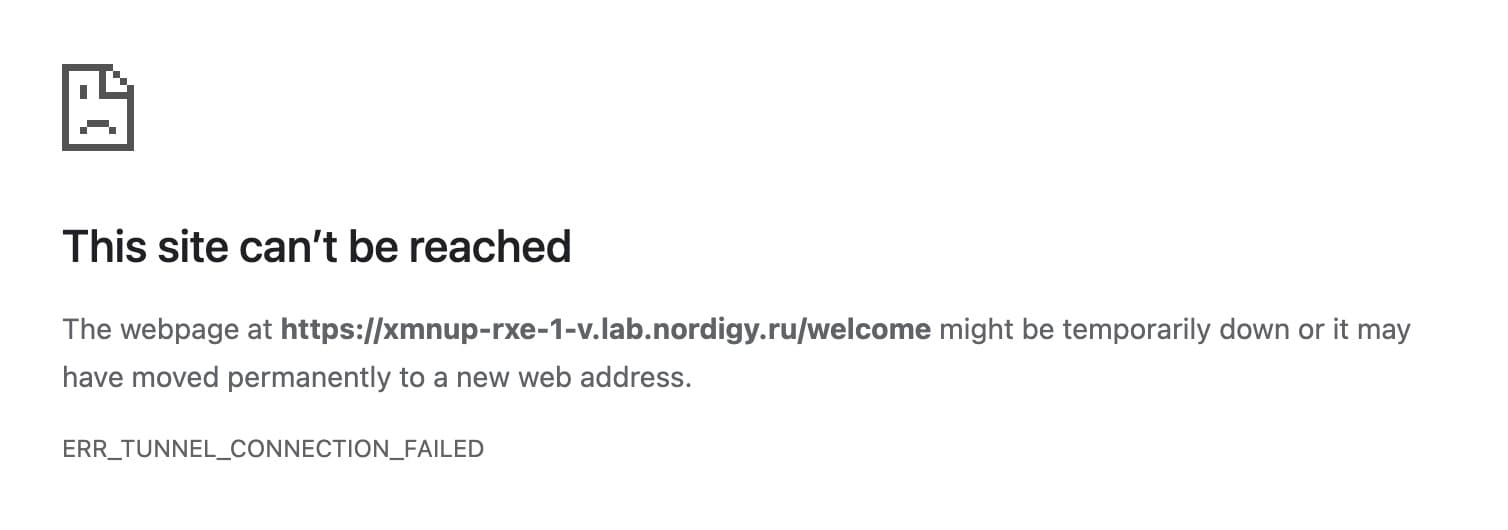 This site can’t be reached
The webpage at https://xmnup-rxe-1-v.lab.nordigy.ru/welcome might be temporarily down or it may
have moved permanently to a new web address.
ERR_TUNNEL_CONNECTION_FAILED